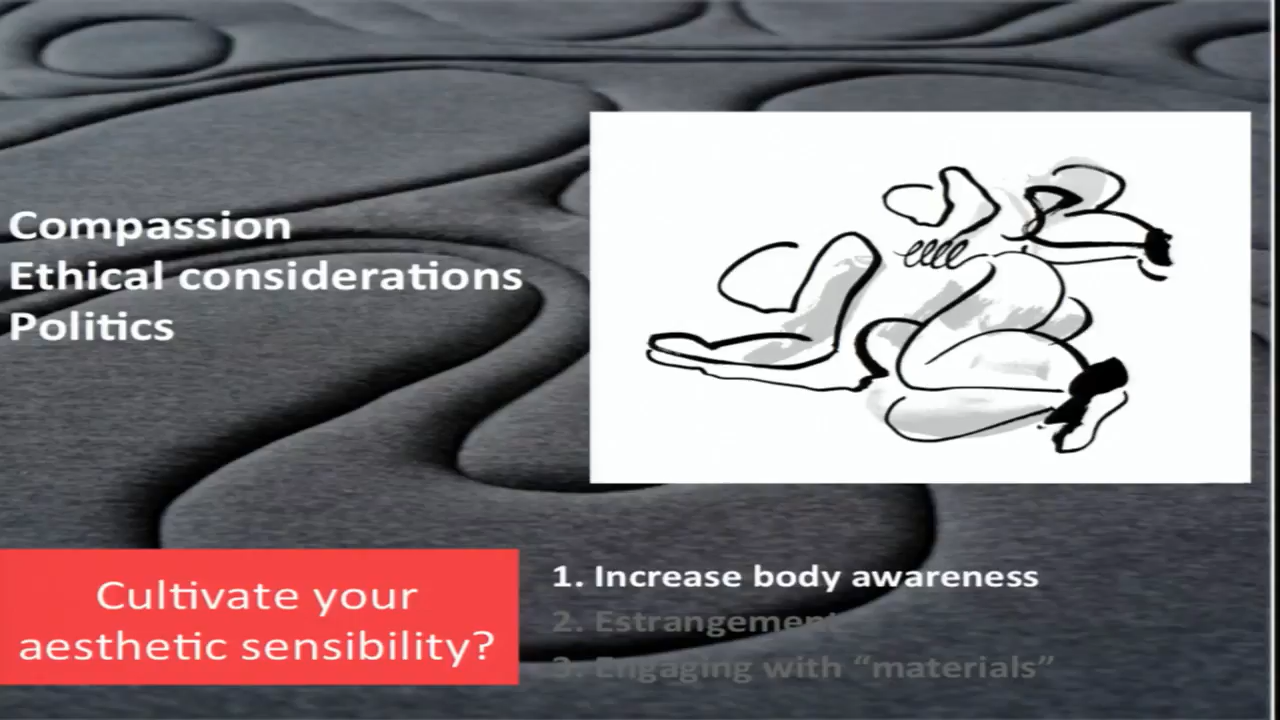 Compassion
Ethical considerations
Politics
Cultivate your
aesthetic sensibility?
1. Increase body awareness
2. Estrangement
3. Engaging with “materials”